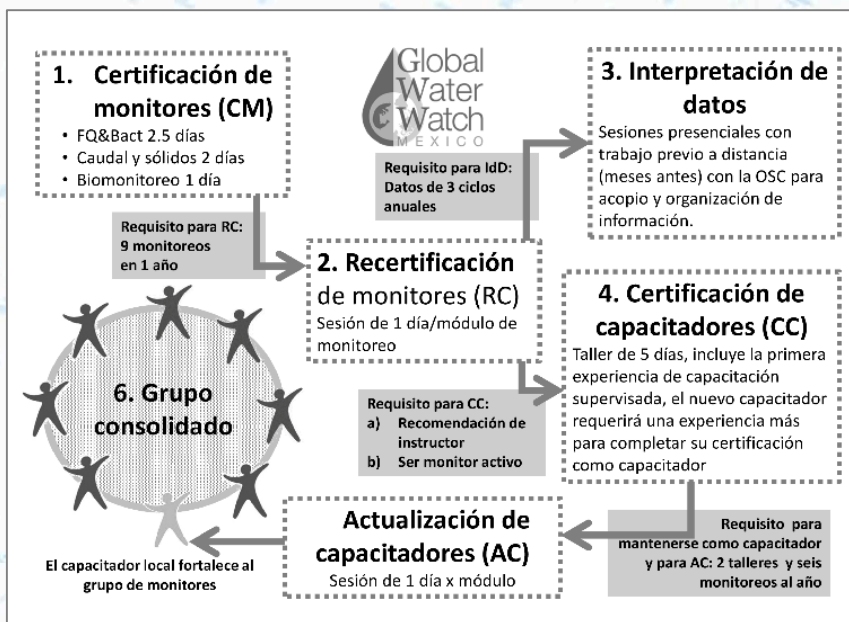 1. Certificación de
monitores (CM)
• FQ&Bact 2.5 días
• Caudal y sólidos 2 días
• Biomonitoreo 1 día
Global
Water
Watch
MEXICO
3. Interpretación de
datos
Sesiones presenciales con
trabajo previo a distancia
(meses antes) con la OSC para
acopio y organización de
información.
Requisito para IdD:
Datos de 3 ciclos
anuales
Requisito para RC:
9 monitoreos
en 1 año
2. Recertificación
de monitores (RC)
Sesión de 1 día/módulo de
monitoreo
4. Certificación de
capacitadores (CC)
Taller de 5 días, incluye la primera
experiencia de capacitación
supervisada, el nuevo capacitador
requerirá una experiencia más
para completar su certificación
como capacitador
Requisito para CC:
a) Recomendación de
instructor
b) Ser monitor activo
6. Grupo
consolidado
Actualización de
capacitadores (AC)
Sesión de 1 día x módulo
Requisito para
mantenerse como capacitador
y para AC: 2 talleres y seis
monitoreos al año
El capacitador local fortalece al
grupo de monitores